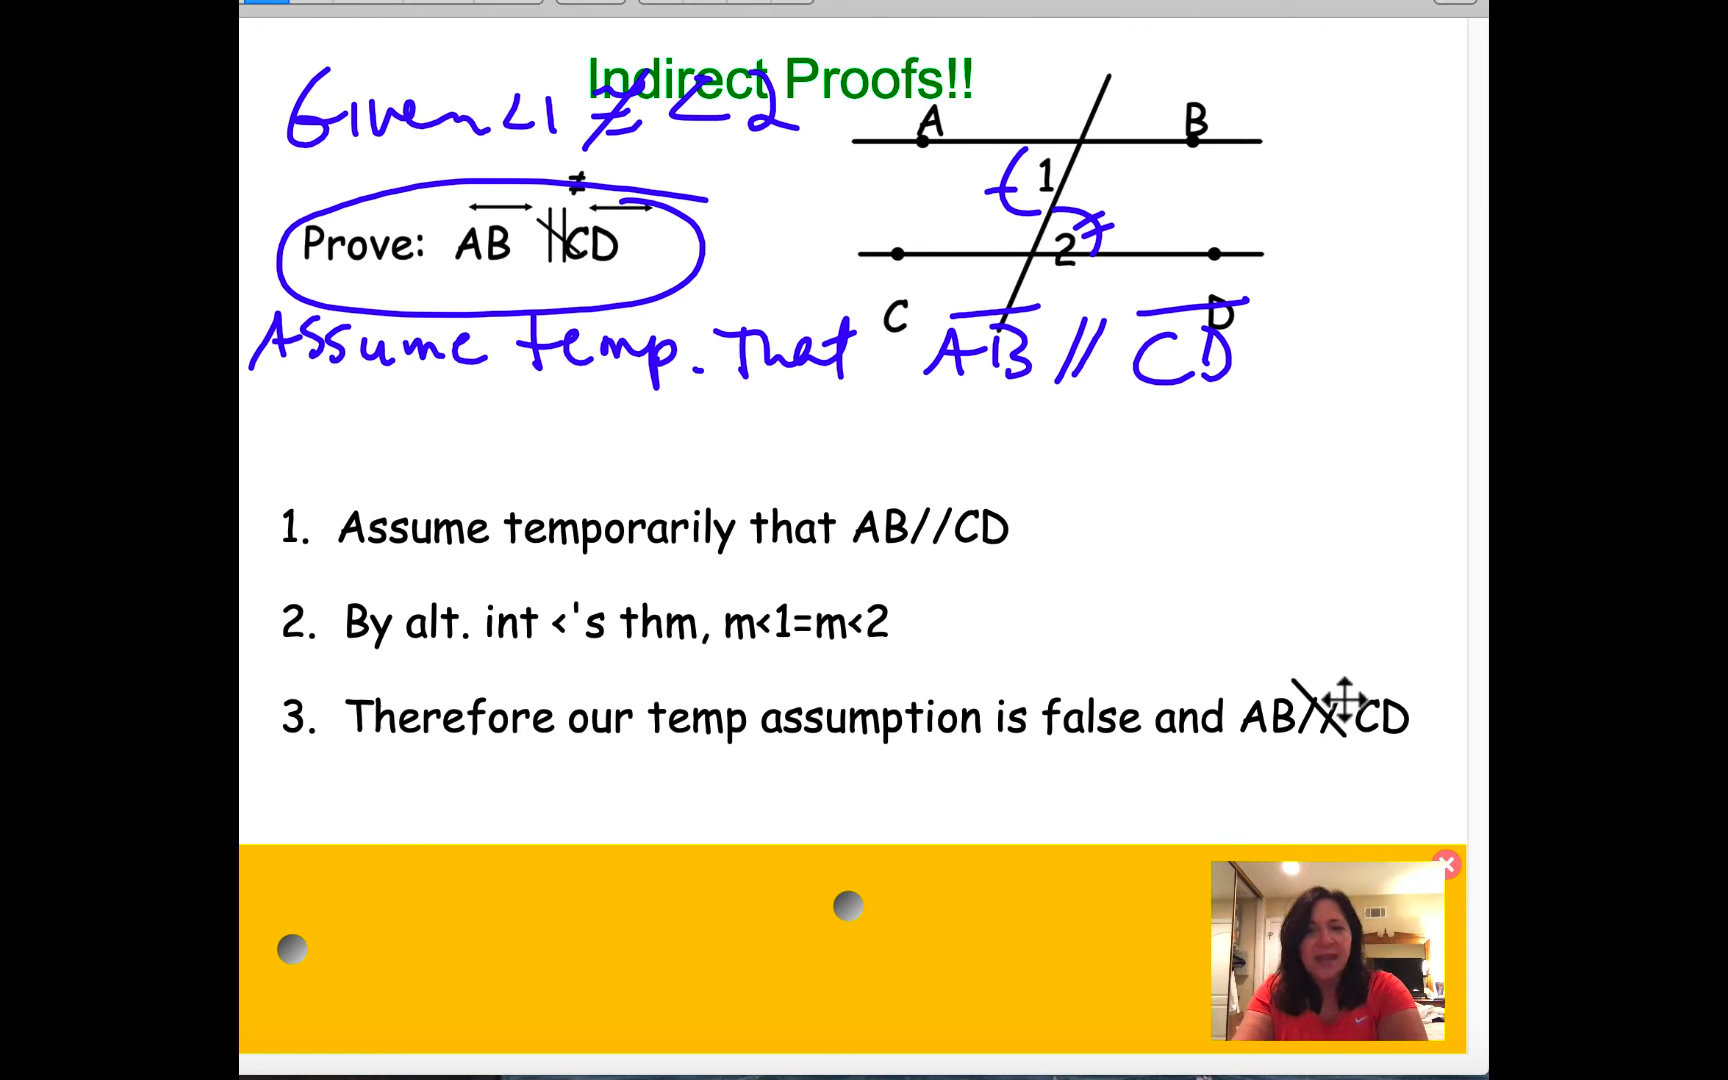 Indirect Proofs!!
Given <1 ≇ <2
A B
1
≠
Prove: AB ∦ CD
2
C D
Assume temp. That AB // CD
1. Assume temporarily that AB//CD
2. By alt. int <'s thm, m<1=m<2
3. Therefore our temp assumption is false and AB//CD